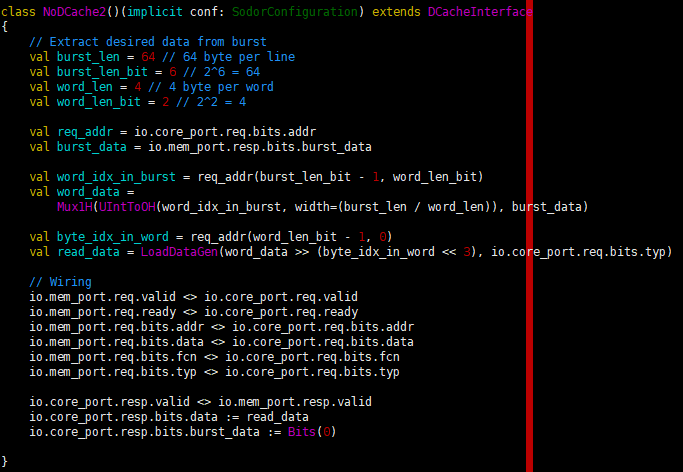 class NoDCache2()(implicit conf: SodorConfiguration) extends DCacheInterface
{
    // Extract desired data from burst
    val burst_len = 64 // 64 byte per line
    val burst_len_bit = 6 // 2^6 = 64
    val word_len = 4 // 4 byte per word
    val word_len_bit = 2 // 2^2 = 4

    val req_addr = io.core_port.req.bits.addr
    val burst_data = io.mem_port.resp.bits.burst_data

    val word_idx_in_burst = req_addr(burst_len_bit - 1, word_len_bit)
    val word_data =
        Mux1H(UIntToOH(word_idx_in_burst, width=(burst_len / word_len)), burst_data)

    val byte_idx_in_word = req_addr(word_len_bit - 1, 0)
    val read_data = LoadDataGen(word_data >> (byte_idx_in_word << 3), io.core_port.req.bits.typ)

    // Wiring
    io.mem_port.req.valid <> io.core_port.req.valid
    io.mem_port.req.ready <> io.core_port.req.ready
    io.mem_port.req.bits.addr <> io.core_port.req.bits.addr
    io.mem_port.req.bits.data <> io.core_port.req.bits.data
    io.mem_port.req.bits.fcn <> io.core_port.req.bits.fcn
    io.mem_port.req.bits.typ <> io.core_port.req.bits.typ

    io.core_port.resp.valid <> io.mem_port.resp.valid
    io.core_port.resp.bits.data := read_data
    io.core_port.resp.bits.burst_data := Bits(0)

}